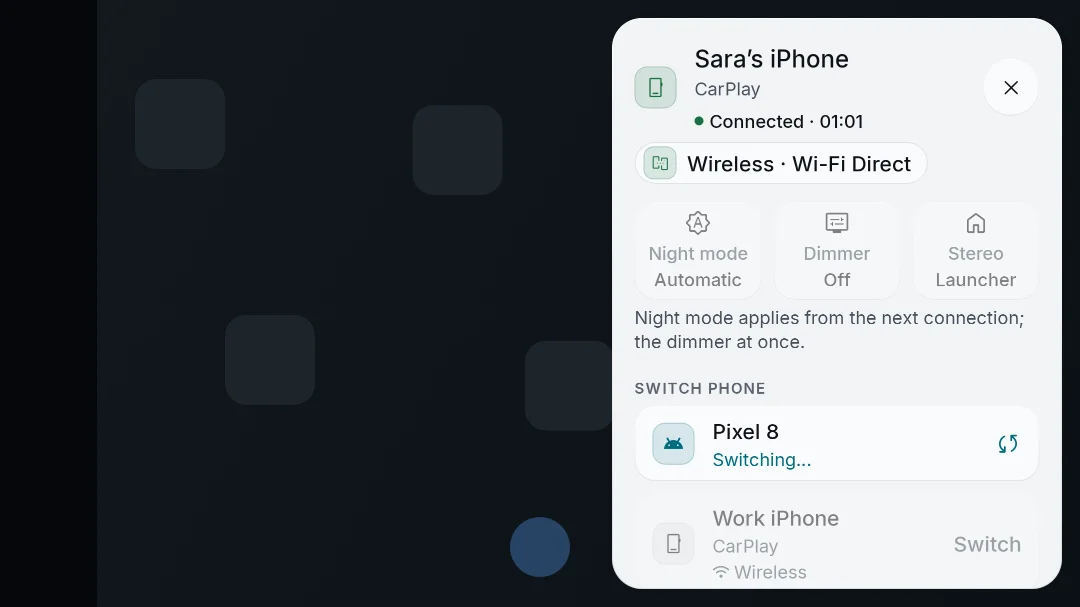 Sara’s iPhone
CarPlay
Connected · 01:01
Wireless · Wi-Fi Direct
Night mode
Automatic
Dimmer
Off
Stereo
Launcher
Night mode applies from the next connection;
the dimmer at once.
SWITCH PHONE
Pixel 8
Switching…
Work iPhone
CarPlay
Wireless
Switch